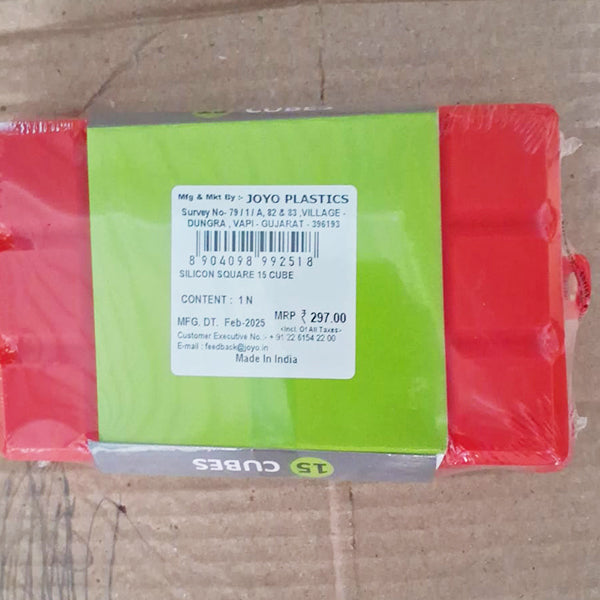 CUBES
Mfg & Mkt By :- JOYO PLASTICS
Survey No- 79 / 1 / A, 82 & 83 ,VILLAGE -
DUNGRA , VAPI - GUJARAT - 396193
8 904098 992518
SILICON SQUARE 15 CUBE
CONTENT : 1 N
MRP ₹ 297.00
<Incl. Of All Taxes>
MFG. DT. Feb-2025
Customer Executive No. :- + 91 22 6154 22 00
E-mail : feedback@joyo.in
Made In India
15 CUBES